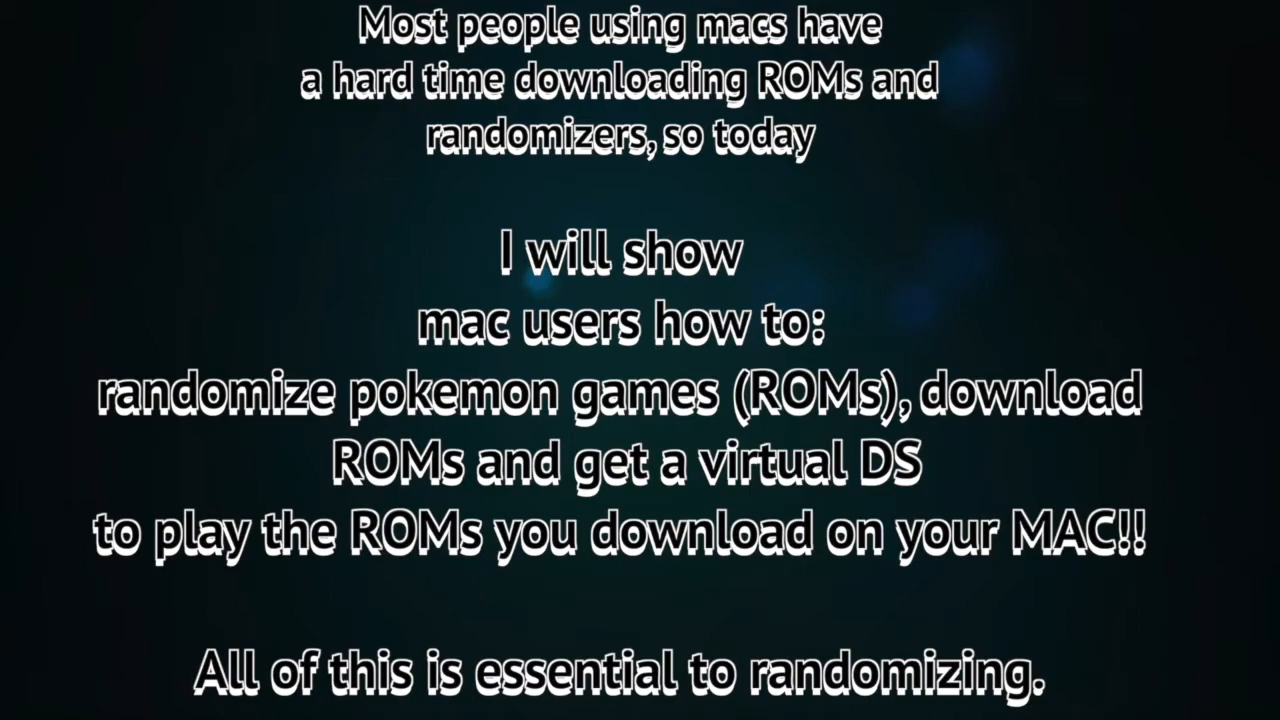 Most people using macs have
a hard time downloading ROMs and
randomizers, so today
I will show
mac users how to:
randomize pokemon games (ROMs), download
ROMs and get a virtual DS
to play the ROMs you download on your MAC!!
All of this is essential to randomizing.